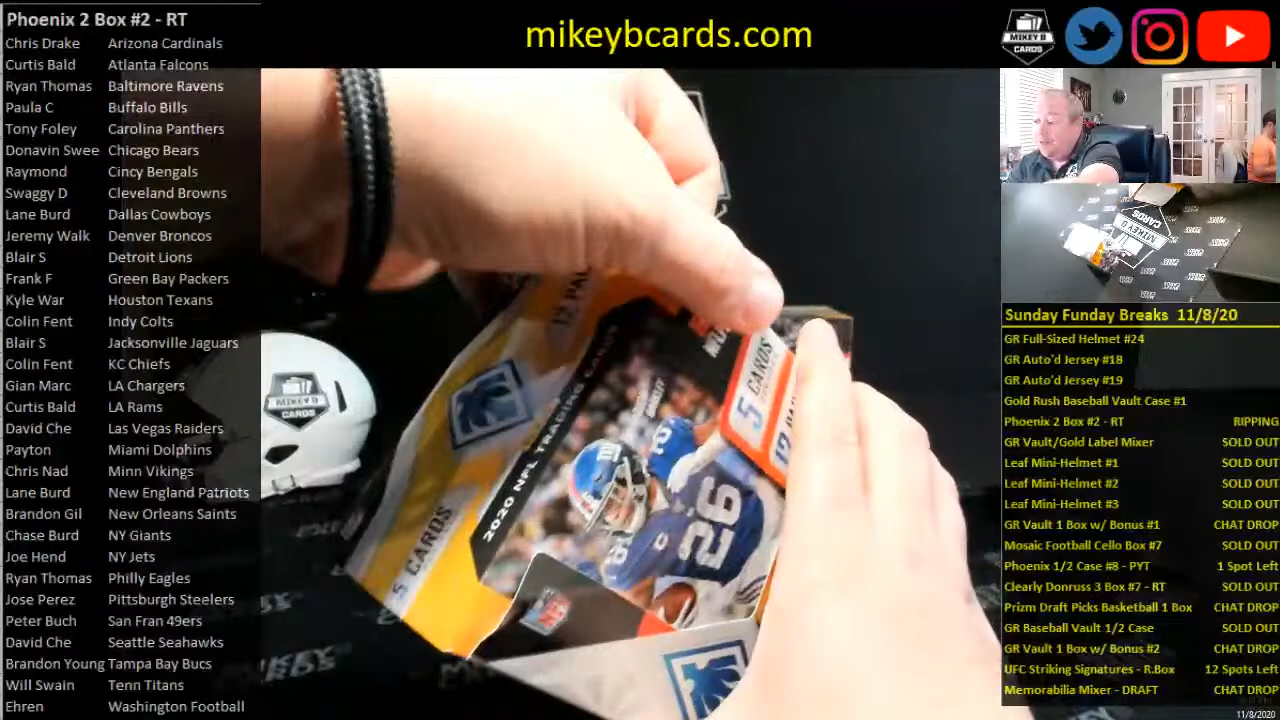 Phoenix 2 Box #2 - RT
Chris Drake Arizona Cardinals
Curtis Bald Atlanta Falcons
Ryan Thomas Baltimore Ravens
Paula C Buffalo Bills
Tony Foley Carolina Panthers
Donavin Swee Chicago Bears
Raymond Cincy Bengals
Swaggy D Cleveland Browns
Lane Burd Dallas Cowboys
Jeremy Walk Denver Broncos
Blair S Detroit Lions
Frank F Green Bay Packers
Kyle War Houston Texans
Colin Fent Indy Colts
Blair S Jacksonville Jaguars
Colin Fent KC Chiefs
Gian Marc LA Chargers
Curtis Bald LA Rams
David Che Las Vegas Raiders
Payton Miami Dolphins
Chris Nad Minn Vikings
Lane Burd New England Patriots
Brandon Gil New Orleans Saints
Chase Burd NY Giants
Joe Hend NY Jets
Ryan Thomas Philly Eagles
Jose Perez Pittsburgh Steelers
Peter Buch San Fran 49ers
David Che Seattle Seahawks
Brandon Young Tampa Bay Bucs
Will Swain Tenn Titans
Ehren Washington Football
mikeybcards.com
MIKEY B
CARDS
MIKEY B
CARDS
12 PA
2020 NFL TRADING CARDS
5 CARDS
5 CARDS
12 PA
26
NFL
MIKEY B
CARDS
Sunday Funday Breaks 11/8/20
GR Full-Sized Helmet #24
GR Auto'd Jersey #18
GR Auto'd Jersey #19
Gold Rush Baseball Vault Case #1
Phoenix 2 Box #2 - RT RIPPING
GR Vault/Gold Label Mixer SOLD OUT
Leaf Mini-Helmet #1 SOLD OUT
Leaf Mini-Helmet #2 SOLD OUT
Leaf Mini-Helmet #3 SOLD OUT
GR Vault 1 Box w/ Bonus #1 CHAT DROP
Mosaic Football Cello Box #7 SOLD OUT
Phoenix 1/2 Case #8 - PYT 1 Spot Left
Clearly Donruss 3 Box #7 - RT SOLD OUT
Prizm Draft Picks Basketball 1 Box CHAT DROP
GR Baseball Vault 1/2 Case SOLD OUT
GR Vault 1 Box w/ Bonus #2 CHAT DROP
UFC Striking Signatures - R.Box 12 Spots Left
Memorabilia Mixer - DRAFT CHAT DROP
11/8/2020